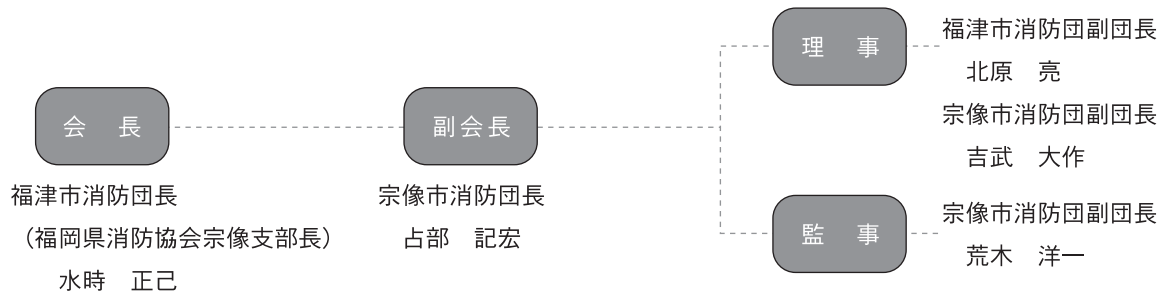 会　長
福津市消防団長
（福岡県消防協会宗像支部長）
水時　正己
副会長
宗像市消防団長
占部　記宏
理　事
福津市消防団副団長
北原　亮
宗像市消防団副団長
吉武　大作
監　事
宗像市消防団副団長
荒木　洋一